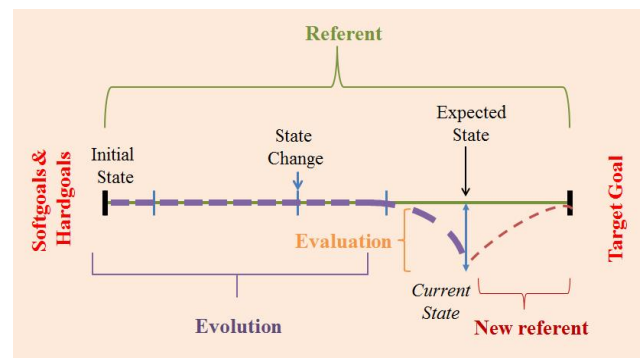 Referent
Expected
State
State
Change
Initial
State
Softgoals &
Hardgoals
Target Goal
Evaluation
Current
State
Evolution
New referent